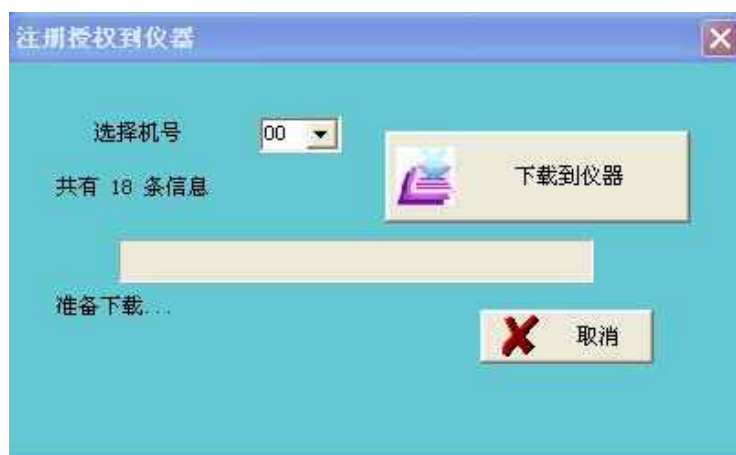 注册授权到仪器
选择机号 00
下载到仪器
共有 18 条信息
准备下载...
取消